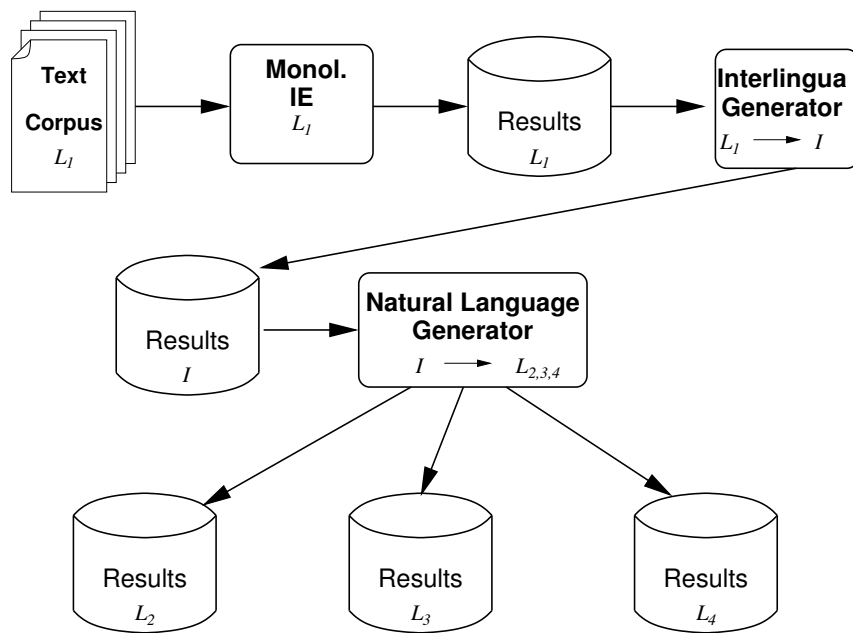 Text
Corpus
L1
Monol.
IE
L1
Results
L1
Interlingua
Generator
L1 → I
Results
I
Natural Language
Generator
I → L2,3,4
Results
L2
Results
L3
Results
L4